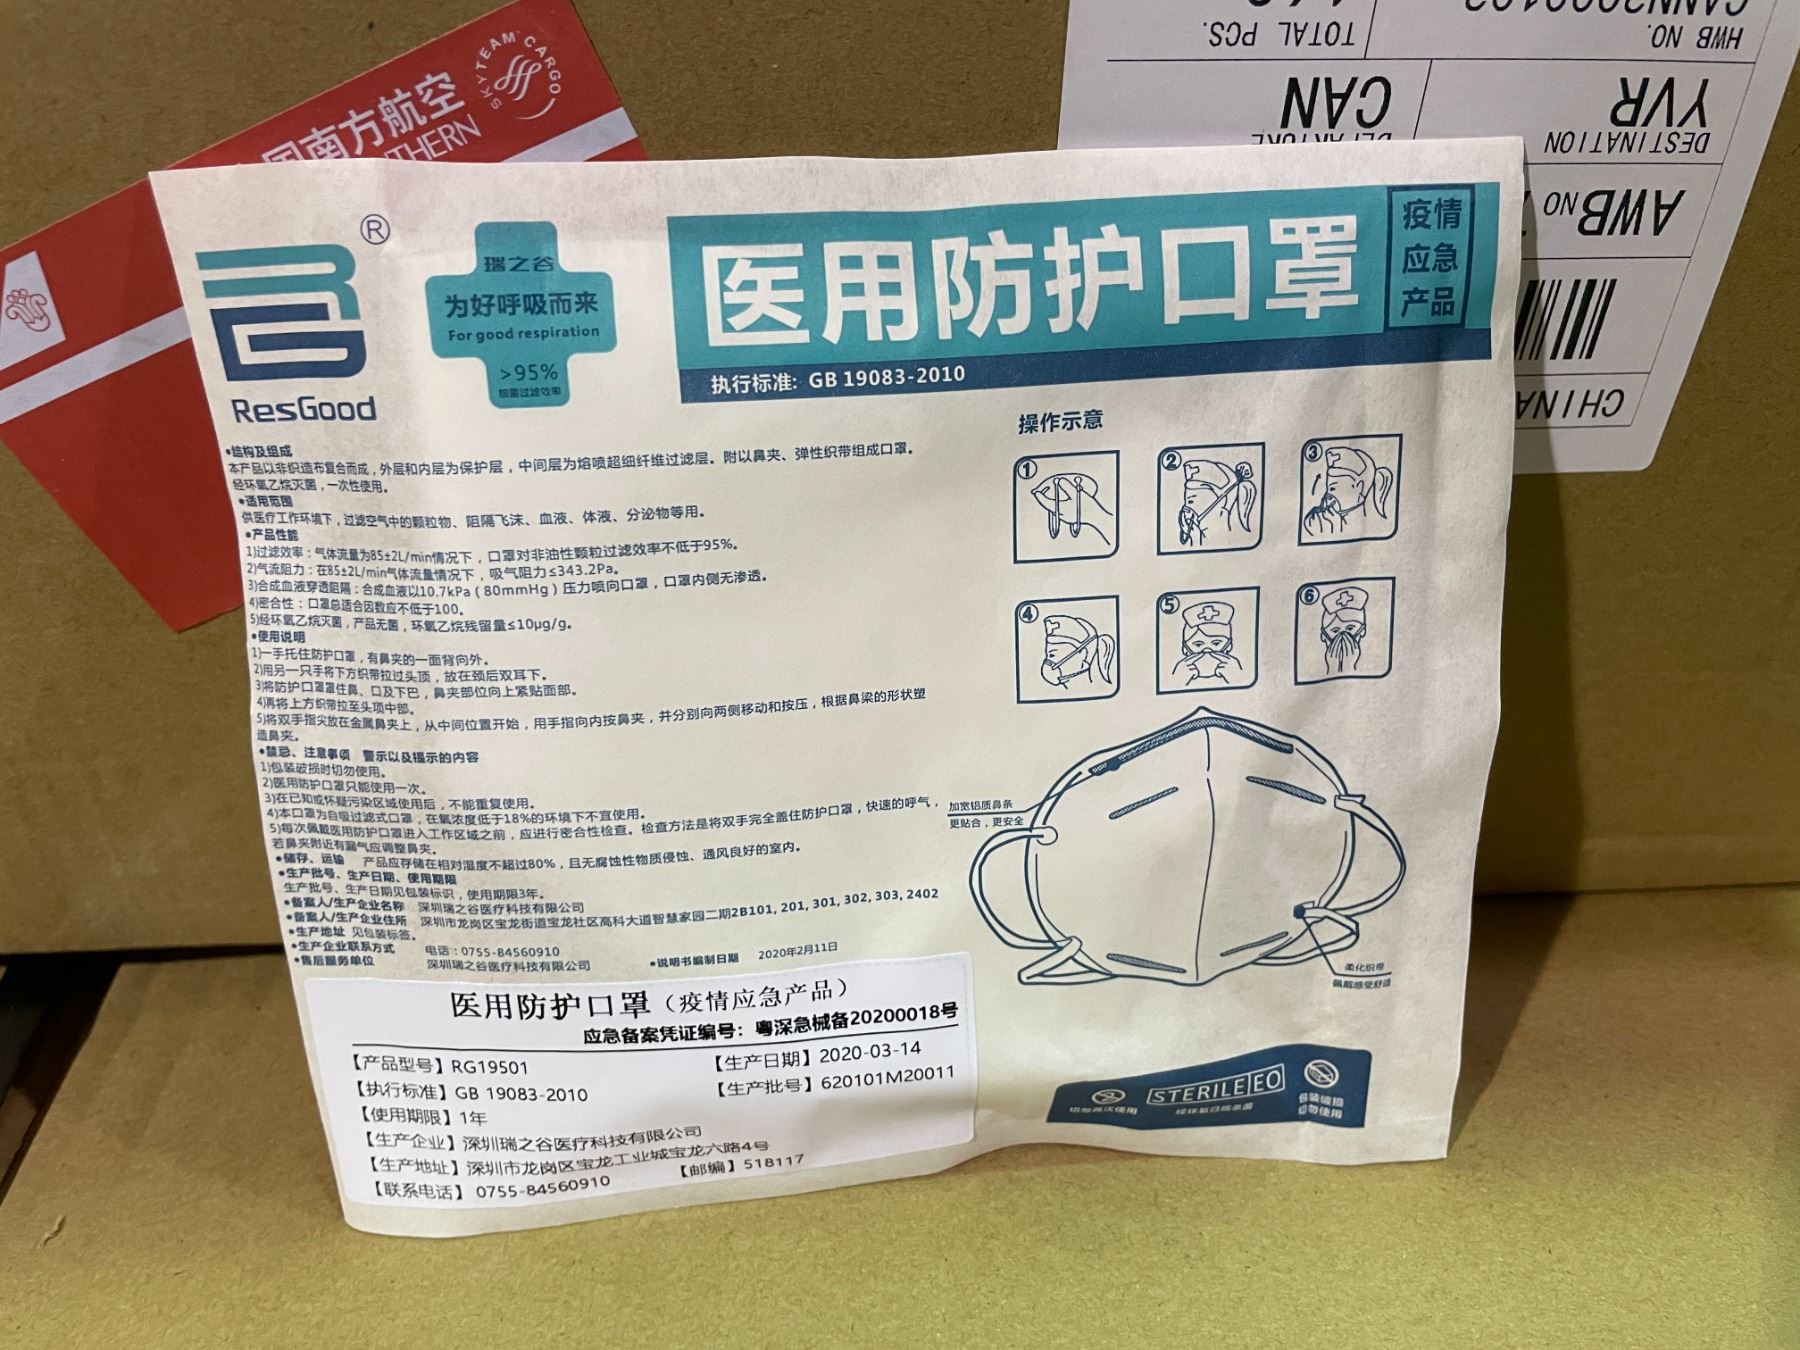 国南方航空
THERN
SKYTEAM CARGO
HWB NO.
TOTAL PCS.
DESTINATION
YVR
CAN
AWB NO
CHINA
®
ResGood
瑞之谷
为好呼吸而来
For good respiration
>95%
细菌过滤效率
医用防护口罩
疫情
应急
产品
执行标准: GB 19083-2010
•结构及组成
本产品以非织造布复合而成，外层和内层为保护层，中间层为熔喷超细纤维过滤层。附以鼻夹、弹性织带组成口罩。
经环氧乙烷灭菌，一次性使用。
•适用范围
供医疗工作环境下，过滤空气中的颗粒物、阻隔飞沫、血液、体液、分泌物等用。
•产品性能
1)过滤效率：气体流量为85±2L/min情况下，口罩对非油性颗粒过滤效率不低于95%。
2)气流阻力：在85±2L/min气体流量情况下，吸气阻力≤343.2Pa。
3)合成血液穿透阻隔：合成血液以10.7kPa（80mmHg）压力喷向口罩，口罩内侧无渗透。
4)密合性：口罩总适合因数应不低于100。
5)经环氧乙烷灭菌，产品无菌，环氧乙烷残留量≤10μg/g。
•使用说明
1)一手托住防护口罩，有鼻夹的一面背向外。
2)用另一只手将下方织带拉过头顶，放在颈后双耳下。
3)将防护口罩罩住鼻、口及下巴，鼻夹部位向上紧贴面部。
4)再将上方织带拉至头顶中部。
5)将双手指尖放在金属鼻夹上，从中间位置开始，用手指向内按鼻夹，并分别向两侧移动和按压，根据鼻梁的形状塑
造鼻夹。
•禁忌、注意事项 警示以及提示的内容
1)包装破损时切勿使用。
2)医用防护口罩只能使用一次。
3)在已知或怀疑污染区域使用后，不能重复使用。
4)本口罩为自吸过滤式口罩，在氧浓度低于18%的环境下不宜使用。
5)每次佩戴医用防护口罩进入工作区域之前，应进行密合性检查。检查方法是将双手完全盖住防护口罩，快速的呼气，
若鼻夹附近有漏气应调整鼻夹。
•储存、运输 产品应存储在相对湿度不超过80%，且无腐蚀性物质侵蚀、通风良好的室内。
•生产批号、生产日期、使用期限
生产批号、生产日期见包装标识，使用期限3年。
•备案人/生产企业名称 深圳瑞之谷医疗科技有限公司
•备案人/生产企业住所 深圳市龙岗区宝龙街道宝龙社区高科大道智慧家园二期2B101, 201, 301, 302, 303, 2402
•生产地址 见包装标签。
•生产企业联系方式 电话：0755-84560910
•售后服务单位 深圳瑞之谷医疗科技有限公司 •说明书编制日期 2020年2月11日
操作示意
①
②
③
④
⑤
⑥
加宽铝质鼻条
更贴合，更安全
柔化织带
佩戴感受舒适
医用防护口罩（疫情应急产品）
应急备案凭证编号：粤深急械备20200018号
【产品型号】RG19501 【生产日期】2020-03-14
【执行标准】GB 19083-2010 【生产批号】620101M20011
【使用期限】1年
【生产企业】深圳瑞之谷医疗科技有限公司
【生产地址】深圳市龙岗区宝龙工业城宝龙六路4号
【联系电话】0755-84560910 【邮编】518117
切勿再次使用
STERILE EO
经环氧乙烷杀菌
包装破损
切勿使用